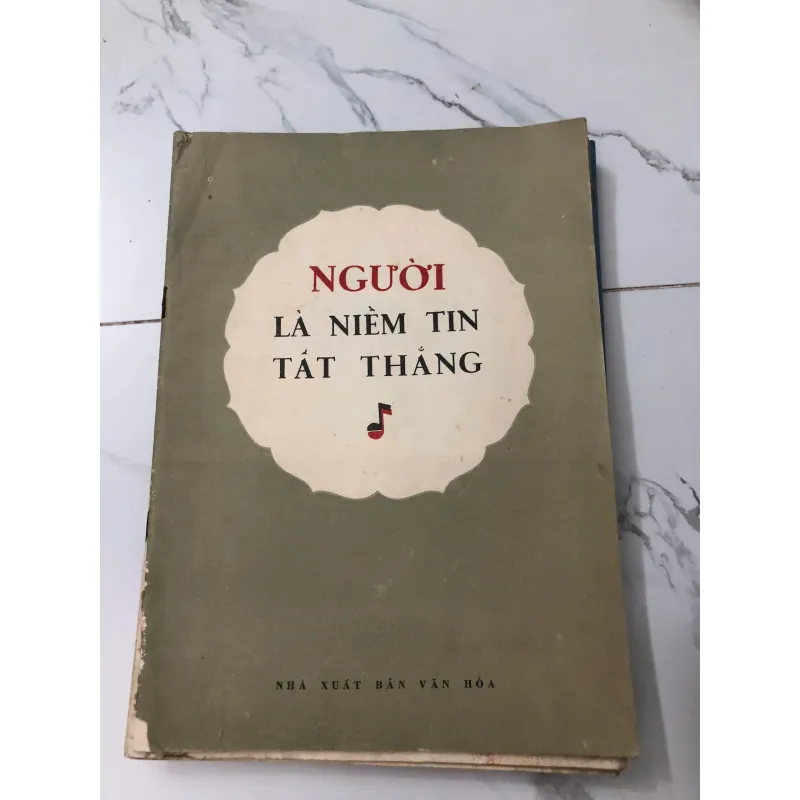 NGƯỜI
LÀ NIỀM TIN
TẤT THẮNG
NHÀ XUẤT BẢN VĂN HÓA